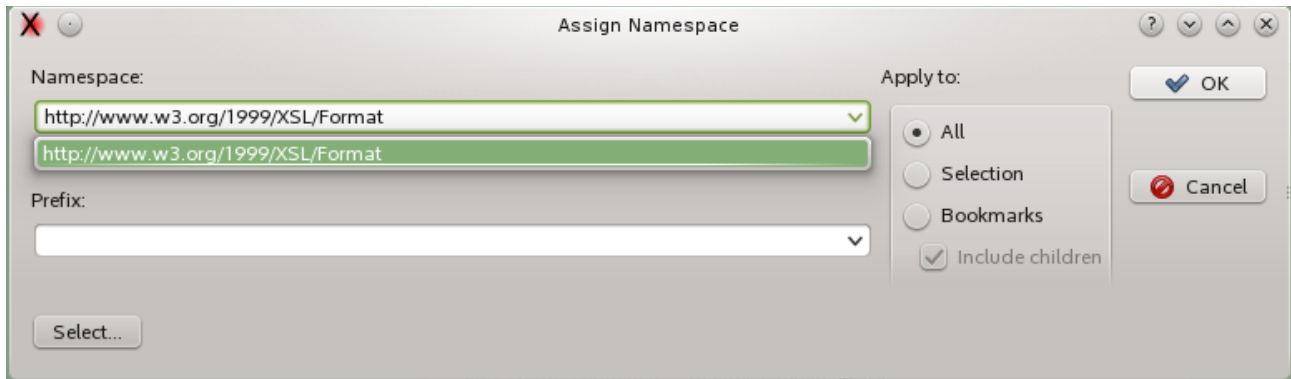 Assign Namespace
Namespace:
http://www.w3.org/1999/XSL/Format
http://www.w3.org/1999/XSL/Format
Prefix:
Select...
Apply to:
All
Selection
Bookmarks
Include children
OK
Cancel